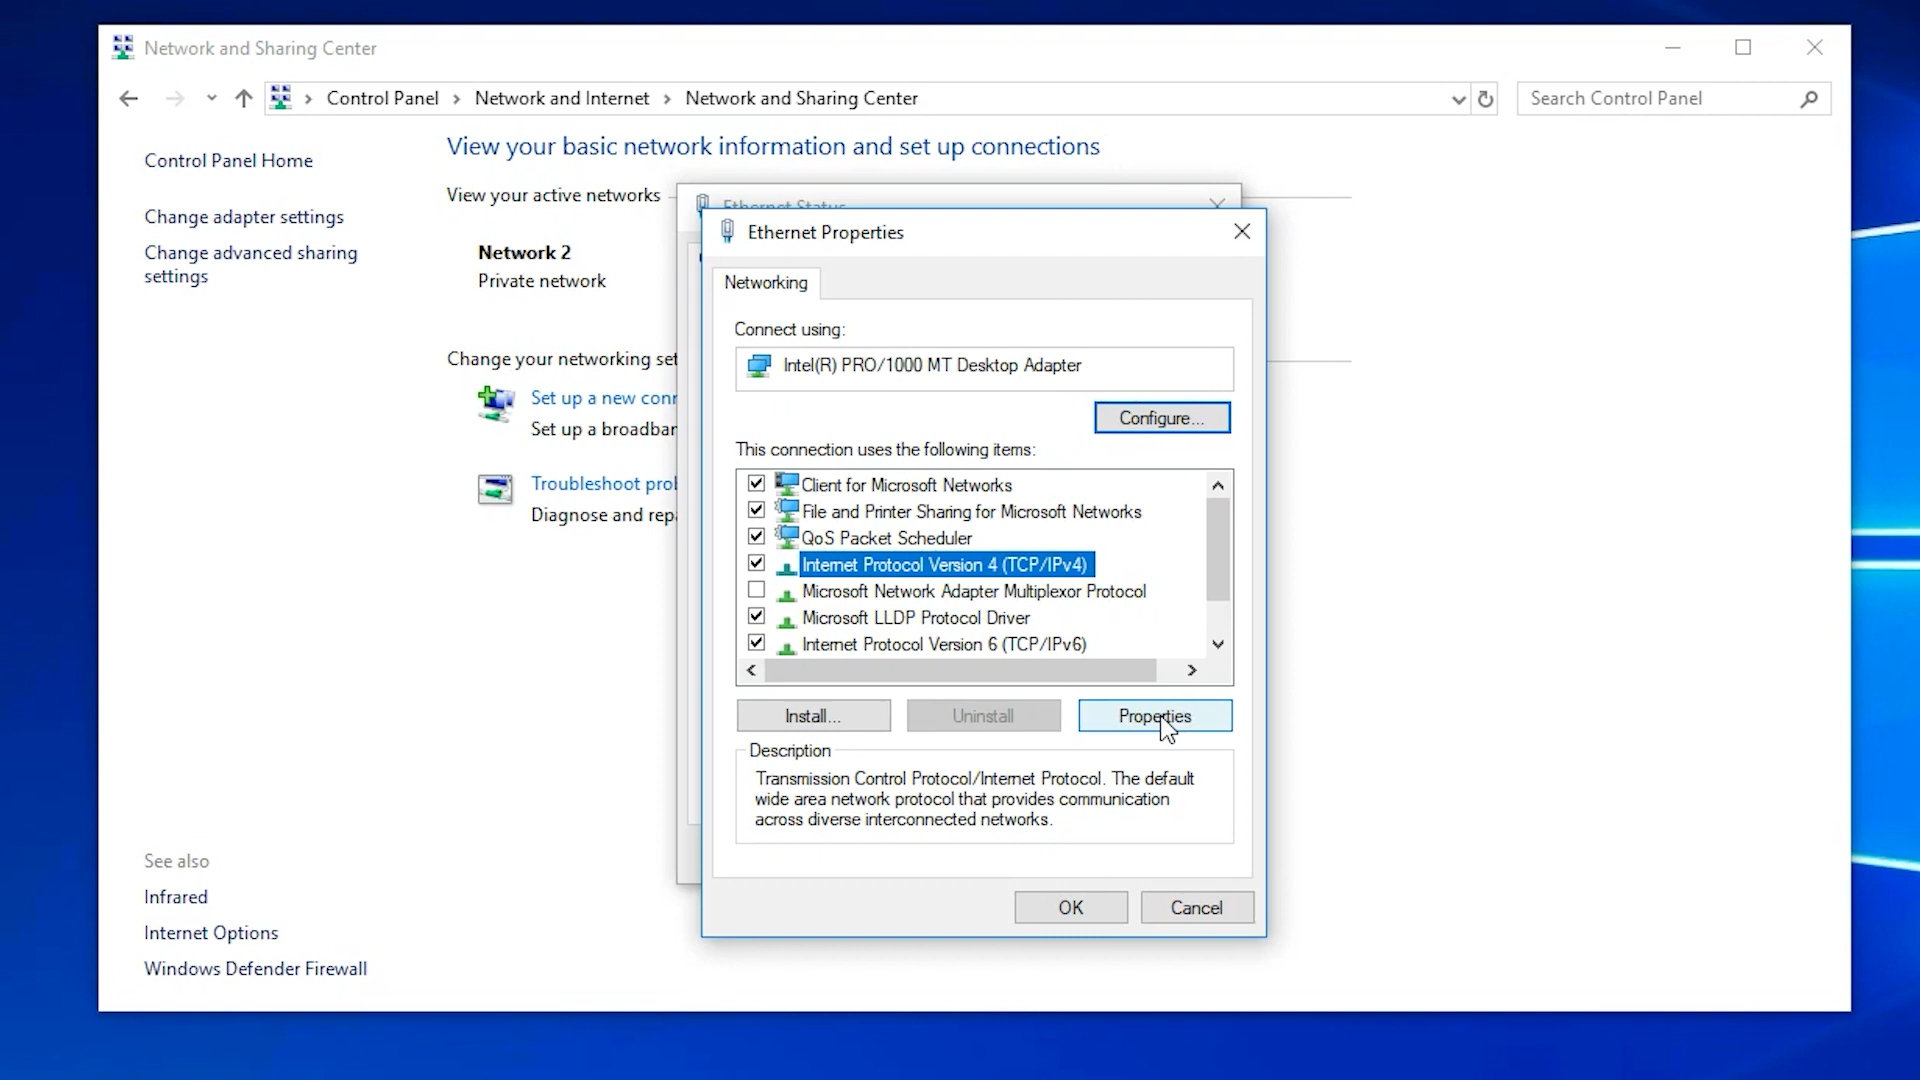 Network and Sharing Center
Control Panel
Network and Internet
Network and Sharing Center
Search Control Panel
Control Panel Home
Change adapter settings
Change advanced sharing
settings
View your basic network information and set up connections
View your active networks
Network 2
Private network
Change your networking set
Set up a new conn
Set up a broadban
Troubleshoot prob
Diagnose and repa
Ethernet Status
Ethernet Properties
Networking
Connect using:
Intel(R) PRO/1000 MT Desktop Adapter
Configure...
This connection uses the following items:
Client for Microsoft Networks
File and Printer Sharing for Microsoft Networks
QoS Packet Scheduler
Internet Protocol Version 4 (TCP/IPv4)
Microsoft Network Adapter Multiplexor Protocol
Microsoft LLDP Protocol Driver
Internet Protocol Version 6 (TCP/IPv6)
Install...
Uninstall
Properties
Description
Transmission Control Protocol/Internet Protocol. The default
wide area network protocol that provides communication
across diverse interconnected networks.
OK
Cancel
See also
Infrared
Internet Options
Windows Defender Firewall